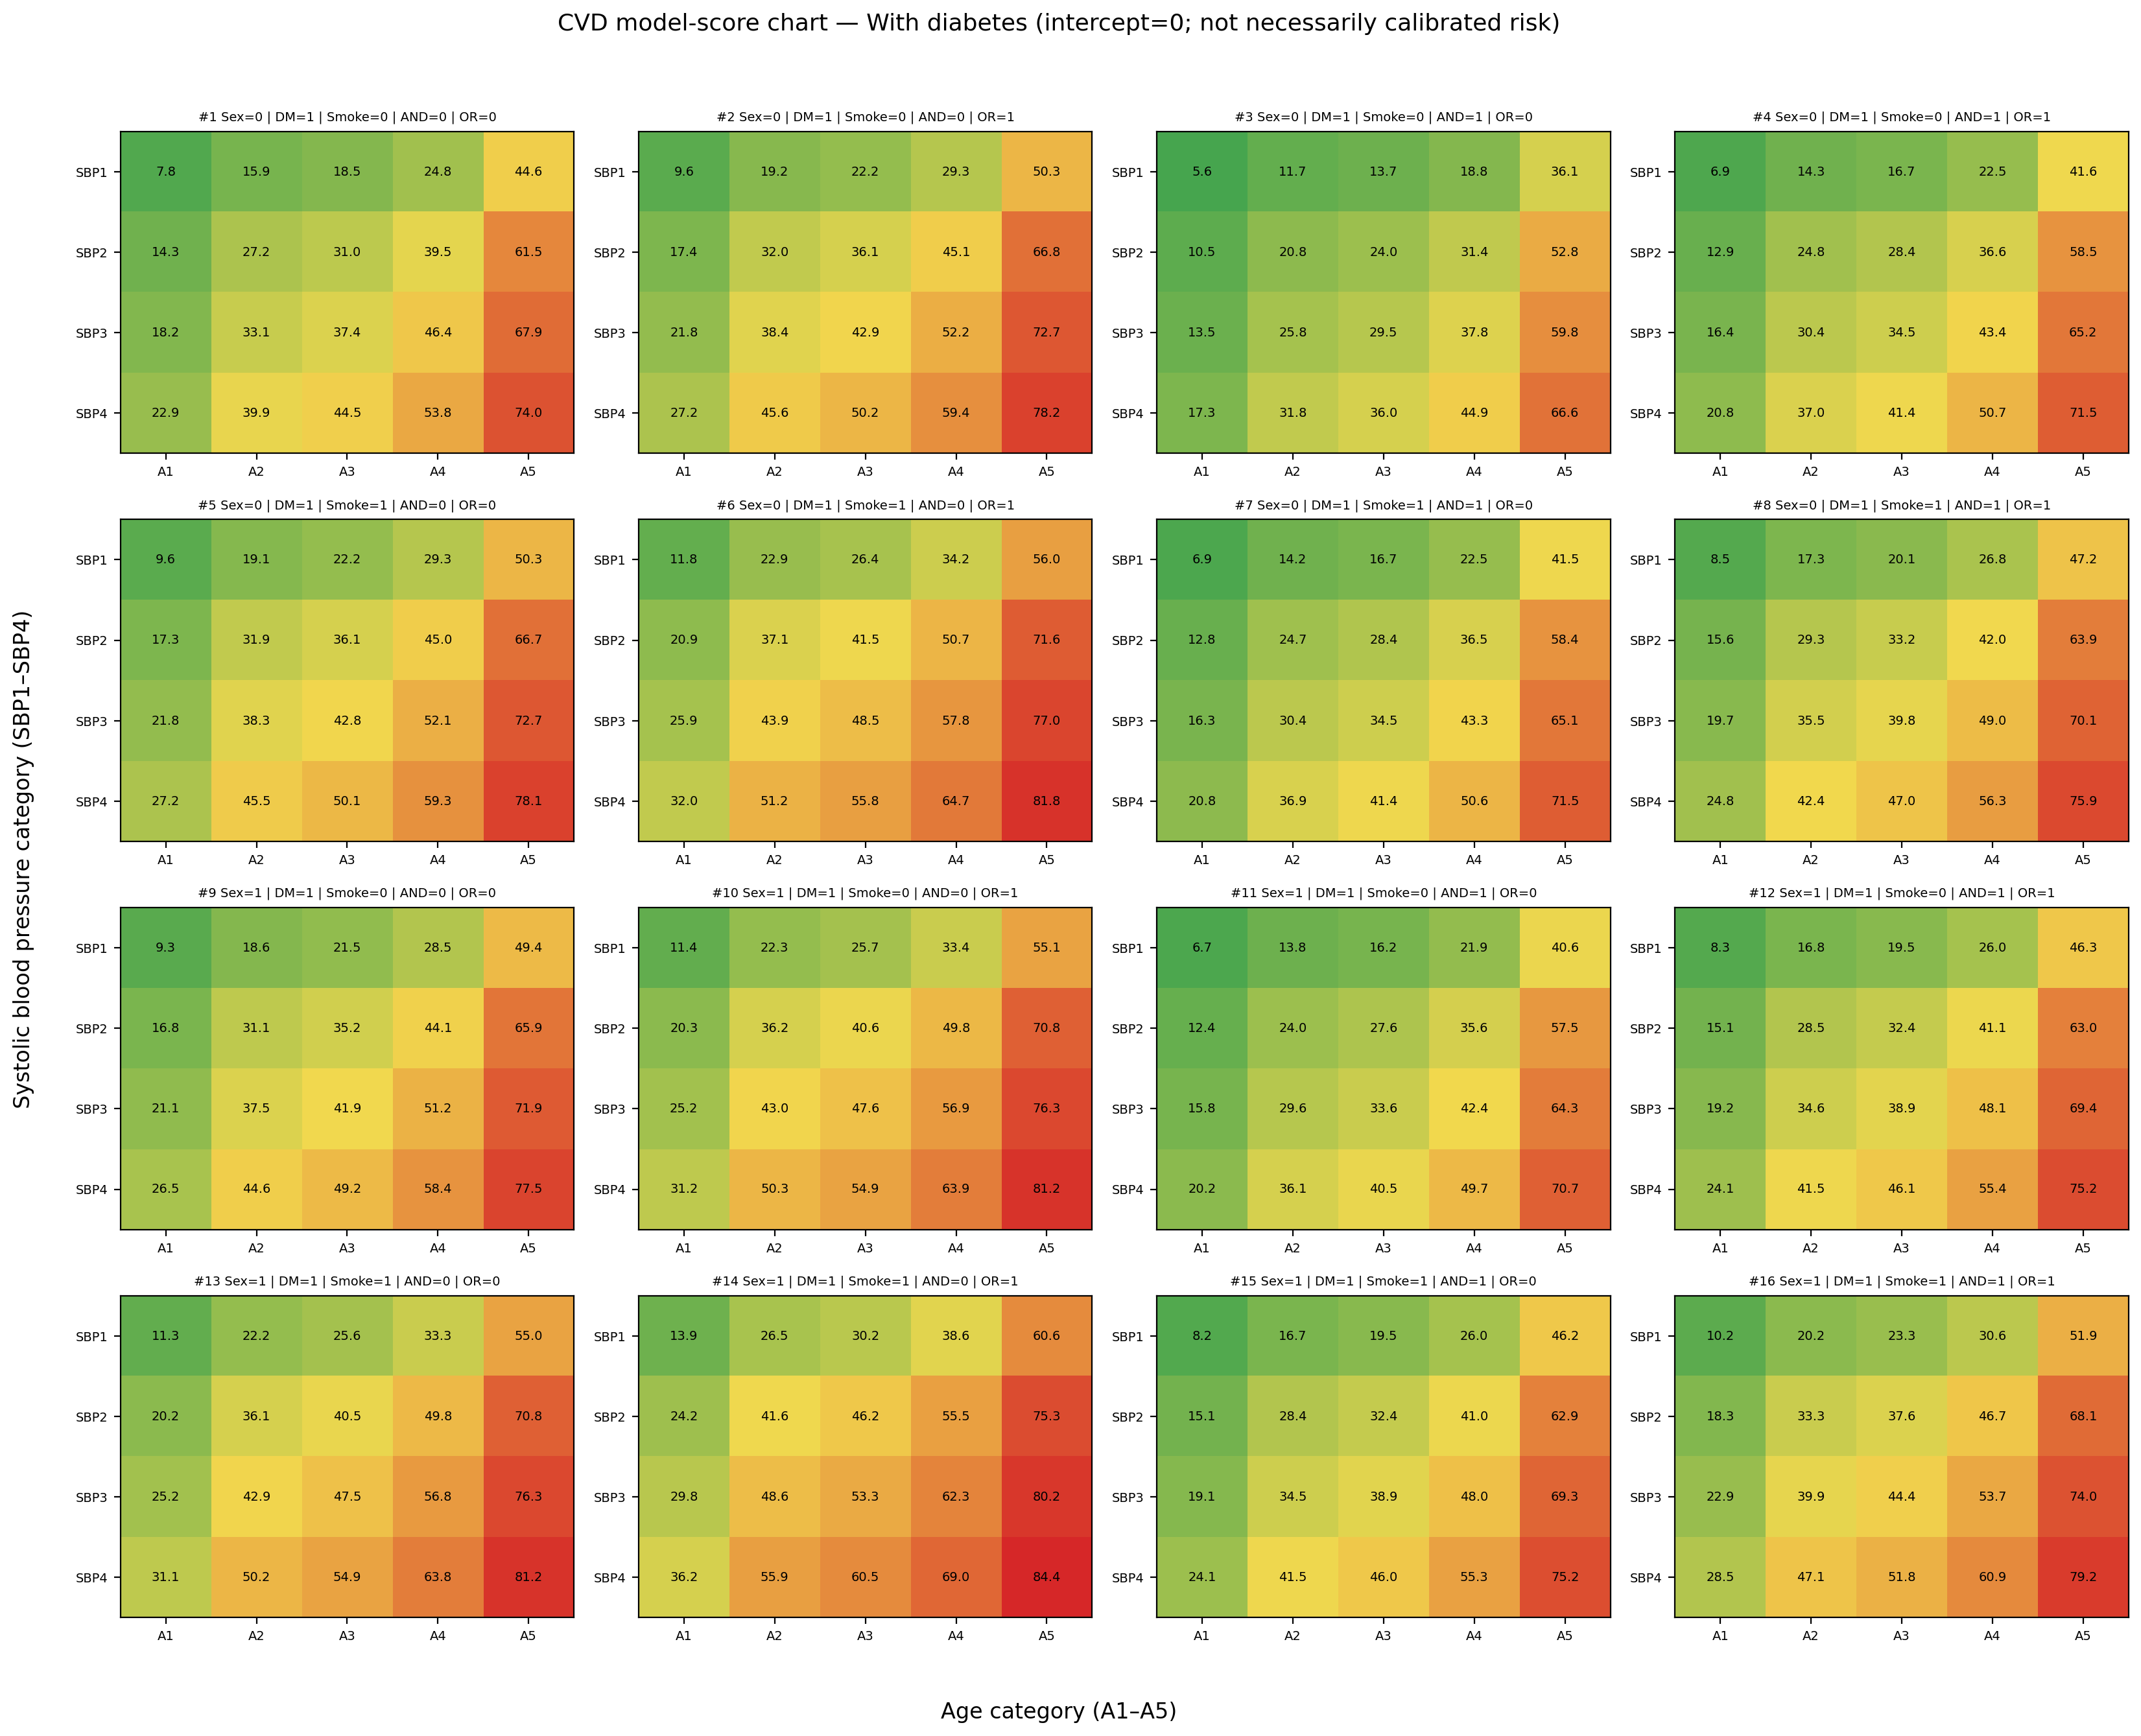 CVD model-score chart — With diabetes (intercept=0; not necessarily calibrated risk)
Systolic blood pressure category (SBP1–SBP4)
#1 Sex=0 | DM=1 | Smoke=0 | AND=0 | OR=0
SBP1 7.8 15.9 18.5 24.8 44.6
SBP2 14.3 27.2 31.0 39.5 61.5
SBP3 18.2 33.1 37.4 46.4 67.9
SBP4 22.9 39.9 44.5 53.8 74.0
A1 A2 A3 A4 A5
#2 Sex=0 | DM=1 | Smoke=0 | AND=0 | OR=1
SBP1 9.6 19.2 22.2 29.3 50.3
SBP2 17.4 32.0 36.1 45.1 66.8
SBP3 21.8 38.4 42.9 52.2 72.7
SBP4 27.2 45.6 50.2 59.4 78.2
A1 A2 A3 A4 A5
#3 Sex=0 | DM=1 | Smoke=0 | AND=1 | OR=0
SBP1 5.6 11.7 13.7 18.8 36.1
SBP2 10.5 20.8 24.0 31.4 52.8
SBP3 13.5 25.8 29.5 37.8 59.8
SBP4 17.3 31.8 36.0 44.9 66.6
A1 A2 A3 A4 A5
#4 Sex=0 | DM=1 | Smoke=0 | AND=1 | OR=1
SBP1 6.9 14.3 16.7 22.5 41.6
SBP2 12.9 24.8 28.4 36.6 58.5
SBP3 16.4 30.4 34.5 43.4 65.2
SBP4 20.8 37.0 41.4 50.7 71.5
A1 A2 A3 A4 A5
#5 Sex=0 | DM=1 | Smoke=1 | AND=0 | OR=0
SBP1 9.6 19.1 22.2 29.3 50.3
SBP2 17.3 31.9 36.1 45.0 66.7
SBP3 21.8 38.3 42.8 52.1 72.7
SBP4 27.2 45.5 50.1 59.3 78.1
A1 A2 A3 A4 A5
#6 Sex=0 | DM=1 | Smoke=1 | AND=0 | OR=1
SBP1 11.8 22.9 26.4 34.2 56.0
SBP2 20.9 37.1 41.5 50.7 71.6
SBP3 25.9 43.9 48.5 57.8 77.0
SBP4 32.0 51.2 55.8 64.7 81.8
A1 A2 A3 A4 A5
#7 Sex=0 | DM=1 | Smoke=1 | AND=1 | OR=0
SBP1 6.9 14.2 16.7 22.5 41.5
SBP2 12.8 24.7 28.4 36.5 58.4
SBP3 16.3 30.4 34.5 43.3 65.1
SBP4 20.8 36.9 41.4 50.6 71.5
A1 A2 A3 A4 A5
#8 Sex=0 | DM=1 | Smoke=1 | AND=1 | OR=1
SBP1 8.5 17.3 20.1 26.8 47.2
SBP2 15.6 29.3 33.2 42.0 63.9
SBP3 19.7 35.5 39.8 49.0 70.1
SBP4 24.8 42.4 47.0 56.3 75.9
A1 A2 A3 A4 A5
#9 Sex=1 | DM=1 | Smoke=0 | AND=0 | OR=0
SBP1 9.3 18.6 21.5 28.5 49.4
SBP2 16.8 31.1 35.2 44.1 65.9
SBP3 21.1 37.5 41.9 51.2 71.9
SBP4 26.5 44.6 49.2 58.4 77.5
A1 A2 A3 A4 A5
#10 Sex=1 | DM=1 | Smoke=0 | AND=0 | OR=1
SBP1 11.4 22.3 25.7 33.4 55.1
SBP2 20.3 36.2 40.6 49.8 70.8
SBP3 25.2 43.0 47.6 56.9 76.3
SBP4 31.2 50.3 54.9 63.9 81.2
A1 A2 A3 A4 A5
#11 Sex=1 | DM=1 | Smoke=0 | AND=1 | OR=0
SBP1 6.7 13.8 16.2 21.9 40.6
SBP2 12.4 24.0 27.6 35.6 57.5
SBP3 15.8 29.6 33.6 42.4 64.3
SBP4 20.2 36.1 40.5 49.7 70.7
A1 A2 A3 A4 A5
#12 Sex=1 | DM=1 | Smoke=0 | AND=1 | OR=1
SBP1 8.3 16.8 19.5 26.0 46.3
SBP2 15.1 28.5 32.4 41.1 63.0
SBP3 19.2 34.6 38.9 48.1 69.4
SBP4 24.1 41.5 46.1 55.4 75.2
A1 A2 A3 A4 A5
#13 Sex=1 | DM=1 | Smoke=1 | AND=0 | OR=0
SBP1 11.3 22.2 25.6 33.3 55.0
SBP2 20.2 36.1 40.5 49.8 70.8
SBP3 25.2 42.9 47.5 56.8 76.3
SBP4 31.1 50.2 54.9 63.8 81.2
A1 A2 A3 A4 A5
#14 Sex=1 | DM=1 | Smoke=1 | AND=0 | OR=1
SBP1 13.9 26.5 30.2 38.6 60.6
SBP2 24.2 41.6 46.2 55.5 75.3
SBP3 29.8 48.6 53.3 62.3 80.2
SBP4 36.2 55.9 60.5 69.0 84.4
A1 A2 A3 A4 A5
#15 Sex=1 | DM=1 | Smoke=1 | AND=1 | OR=0
SBP1 8.2 16.7 19.5 26.0 46.2
SBP2 15.1 28.4 32.4 41.0 62.9
SBP3 19.1 34.5 38.9 48.0 69.3
SBP4 24.1 41.5 46.0 55.3 75.2
A1 A2 A3 A4 A5
#16 Sex=1 | DM=1 | Smoke=1 | AND=1 | OR=1
SBP1 10.2 20.2 23.3 30.6 51.9
SBP2 18.3 33.3 37.6 46.7 68.1
SBP3 22.9 39.9 44.4 53.7 74.0
SBP4 28.5 47.1 51.8 60.9 79.2
A1 A2 A3 A4 A5
Age category (A1–A5)